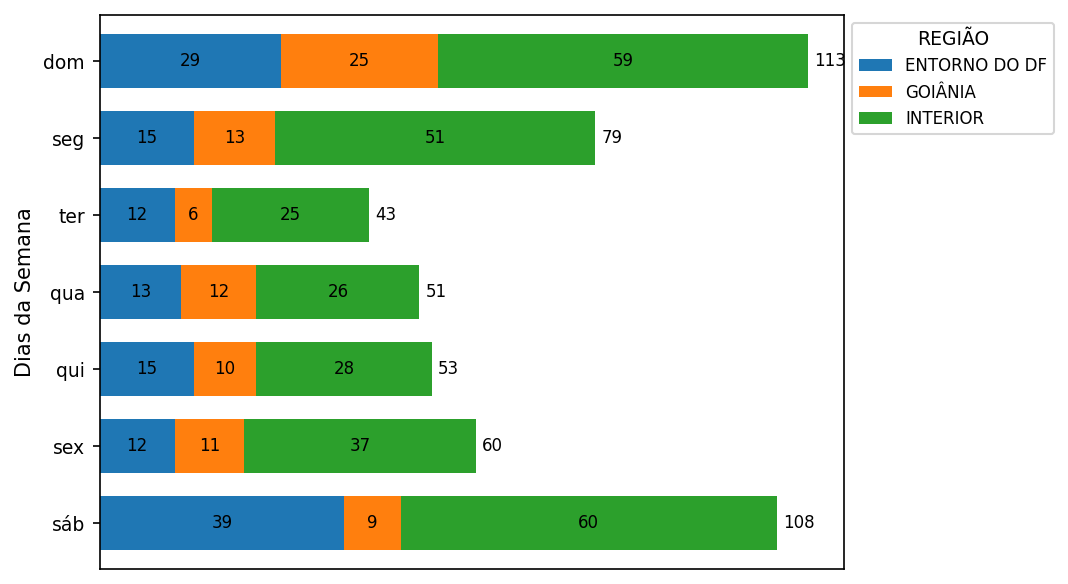 REGIÃO
ENTORNO DO DF
GOIÂNIA
INTERIOR
Dias da Semana
dom 29 25 59 113
seg 15 13 51 79
ter 12 6 25 43
qua 13 12 26 51
qui 15 10 28 53
sex 12 11 37 60
sáb 39 9 60 108